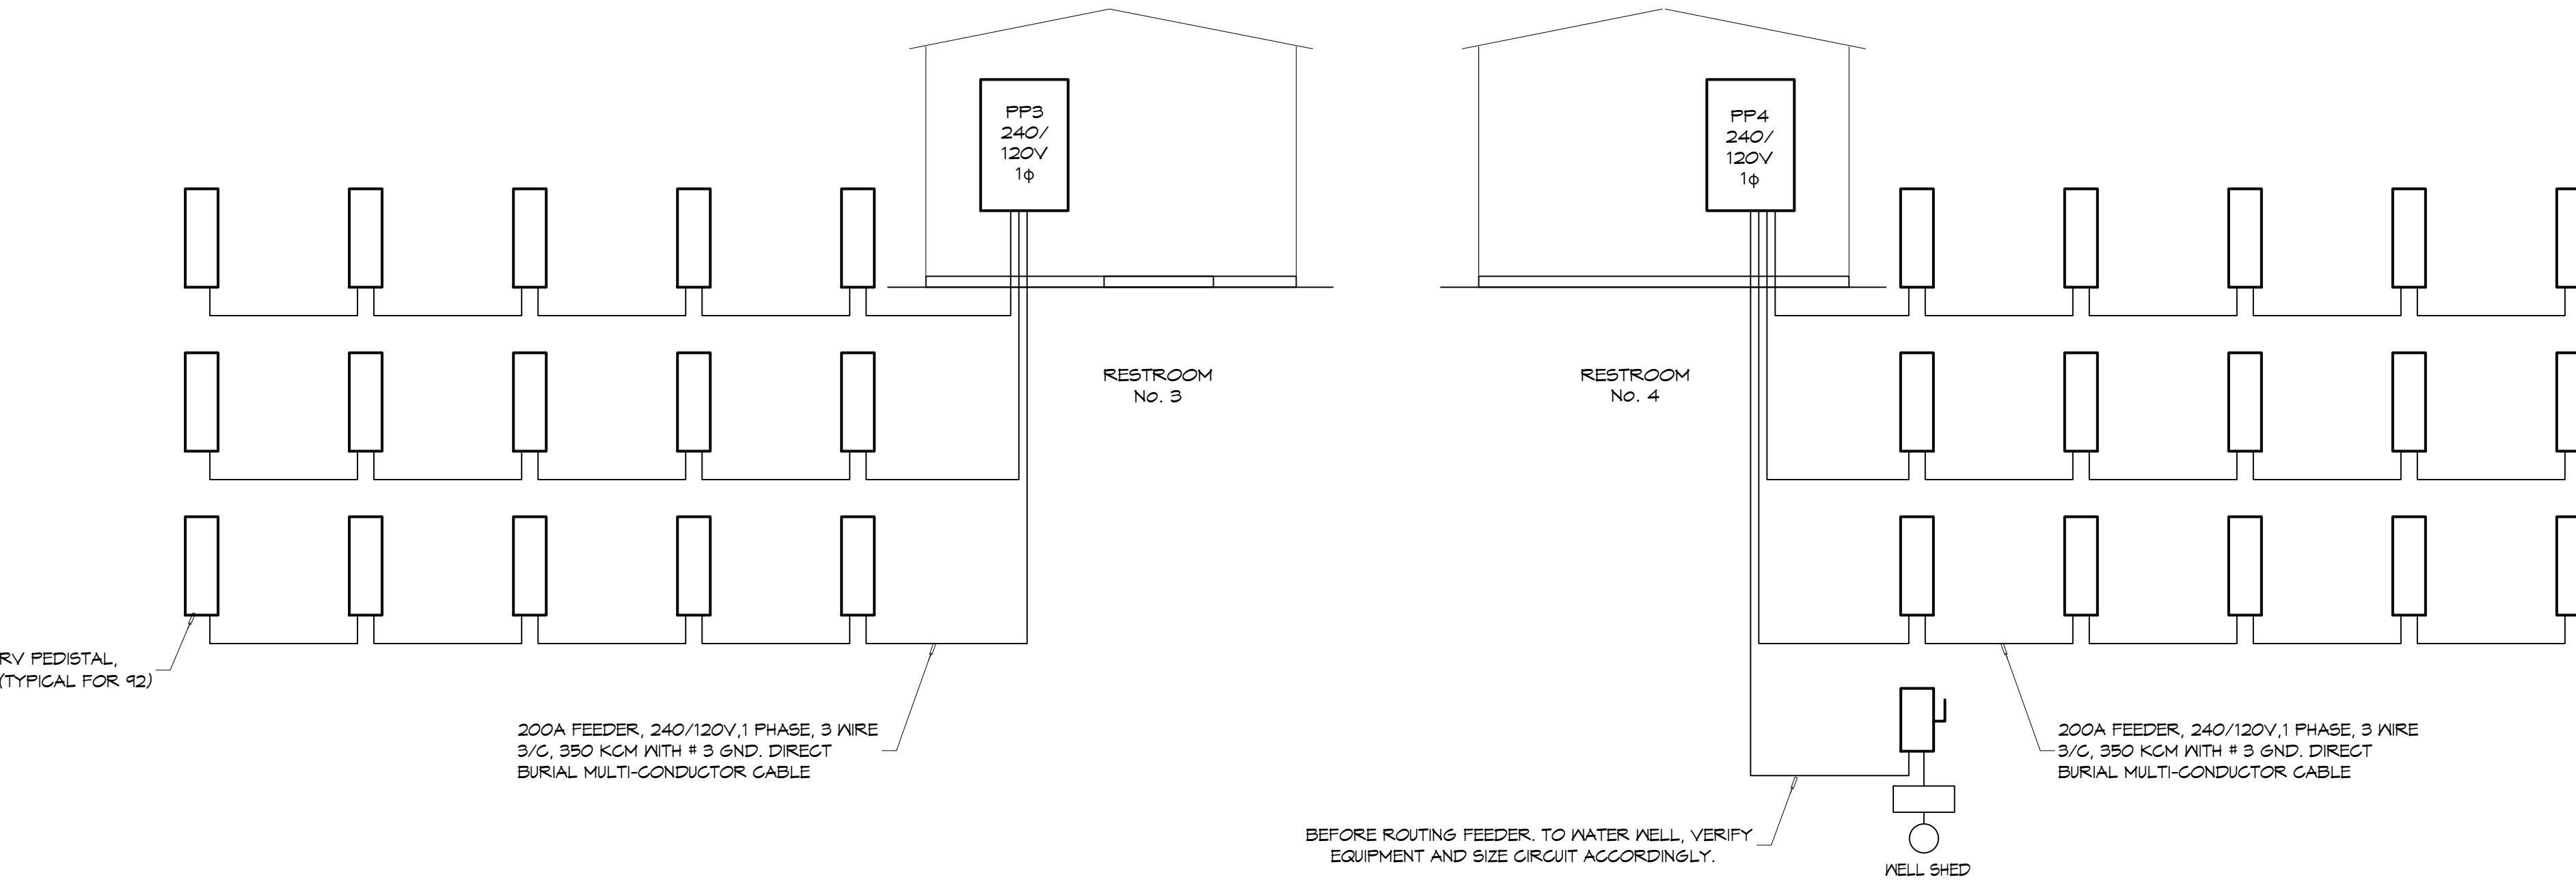 PP3
240/
120V
1ϕ
PP4
240/
120V
1ϕ
RESTROOM
No. 3
RESTROOM
No. 4
RV PEDISTAL,
(TYPICAL FOR 92)
200A FEEDER, 240/120V,1 PHASE, 3 WIRE
3/C, 350 KCM WITH # 3 GND. DIRECT
BURIAL MULTI-CONDUCTOR CABLE
200A FEEDER, 240/120V,1 PHASE, 3 WIRE
3/C, 350 KCM WITH # 3 GND. DIRECT
BURIAL MULTI-CONDUCTOR CABLE
BEFORE ROUTING FEEDER. TO WATER WELL, VERIFY
EQUIPMENT AND SIZE CIRCUIT ACCORDINGLY.
WELL SHED